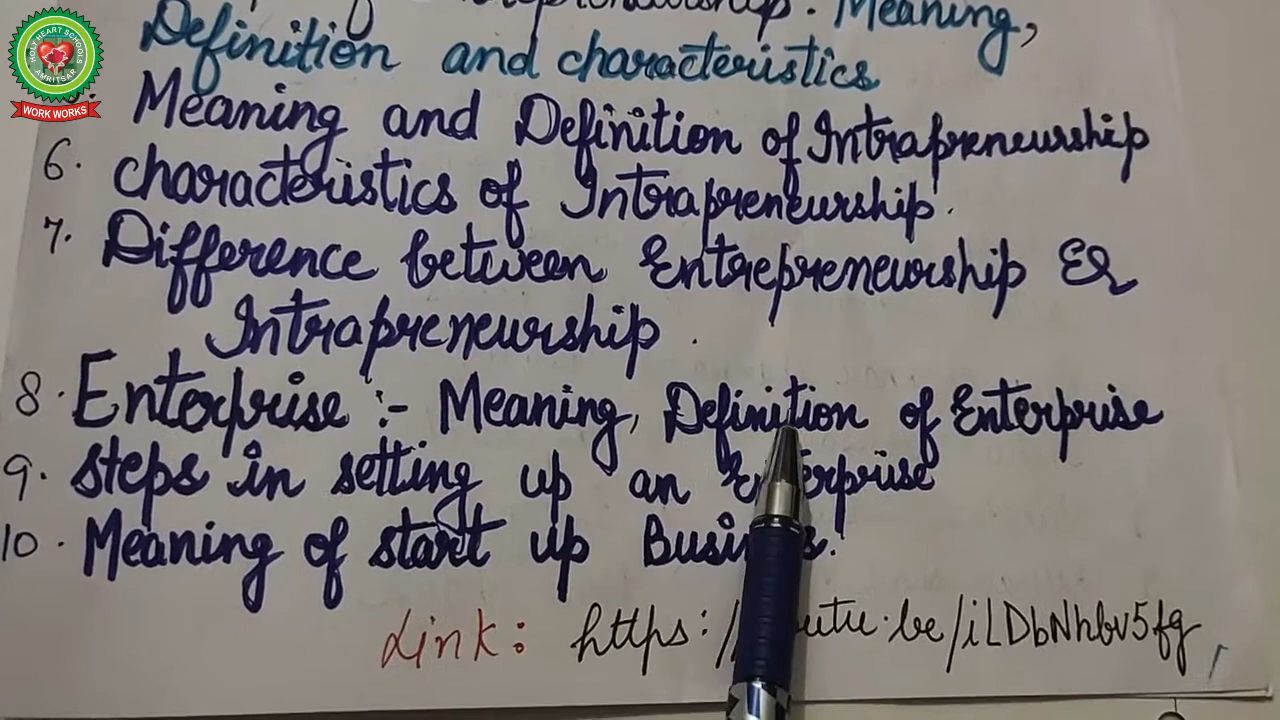 HOLY HEART SCHOOLS
AMRITSAR
WORK WORKS
Meaning,
Definition and characteristics
Meaning and Definition of Intrapreneurship
6. characteristics of Intrapreneurship.
7. Difference between Entrepreneurship &
Intrapreneurship.
8. Enterprise :- Meaning, Definition of Enterprise
9. steps in setting up an
10. Meaning of start up
Link: https://